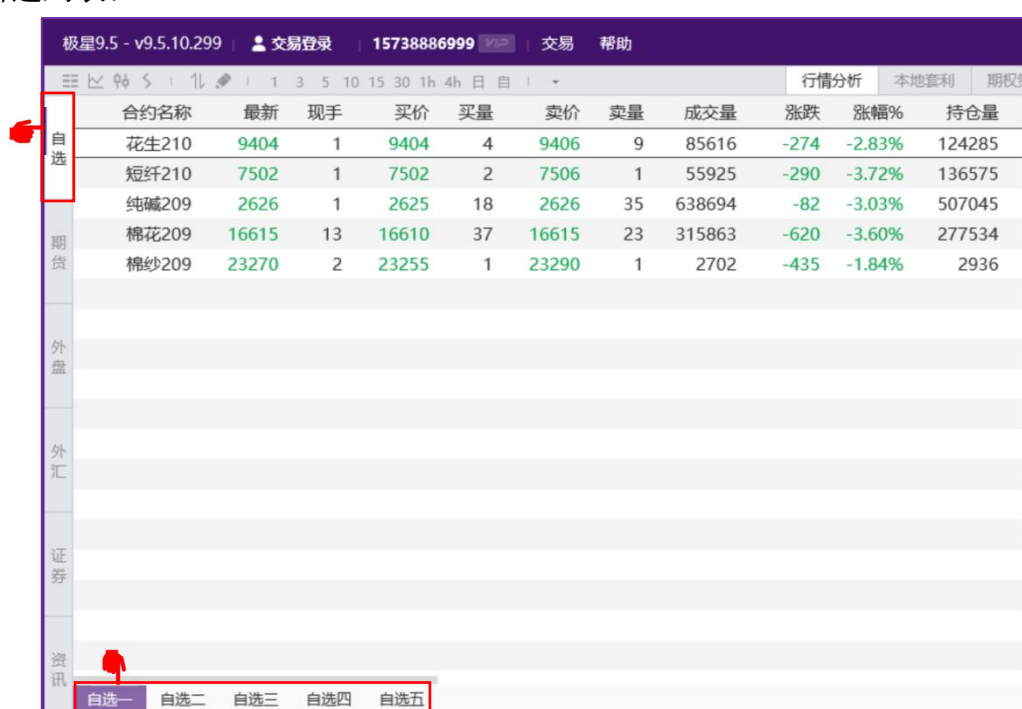 极星9.5 - v9.5.10.299 交易登录 15738886999 VIP 交易 帮助
1 3 5 10 15 30 1h 4h 日 自 行情分析 本地套利
自选 合约名称 最新 现手 买价 买量 卖价 卖量 成交量 涨跌 涨幅% 持仓量
花生210 9404 1 9404 4 9406 9 85616 -274 -2.83% 124285
短纤210 7502 1 7502 2 7506 1 55925 -290 -3.72% 136575
纯碱209 2626 1 2625 18 2626 35 638694 -82 -3.03% 507045
期货 棉花209 16615 13 16610 37 16615 23 315863 -620 -3.60% 277534
棉纱209 23270 2 23255 1 23290 1 2702 -435 -1.84% 2936
外盘
外汇
证券
资讯
自选一 自选二 自选三 自选四 自选五